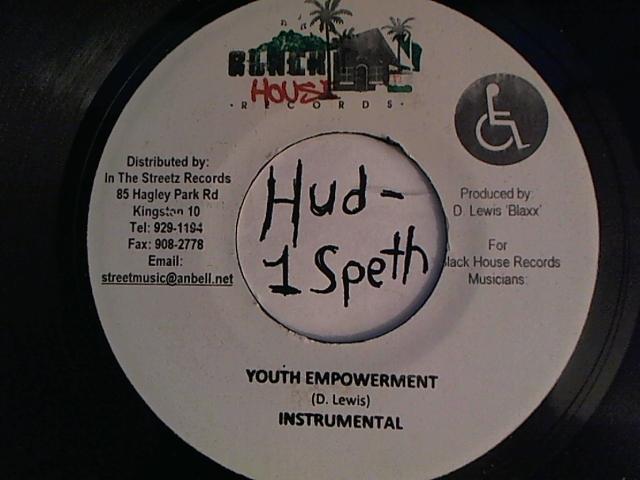 BLACK
HOUSE
· RECORDS ·
Distributed by:
In The Streetz Records
85 Hagley Park Rd
Kingston 10
Tel: 929-1194
Fax: 908-2778
Email:
streetmusic@anbell.net
Hud-
1 Speth
Produced by:
D. Lewis 'Blaxx'
For
lack House Records
Musicians:
YOUTH EMPOWERMENT
(D. Lewis)
INSTRUMENTAL